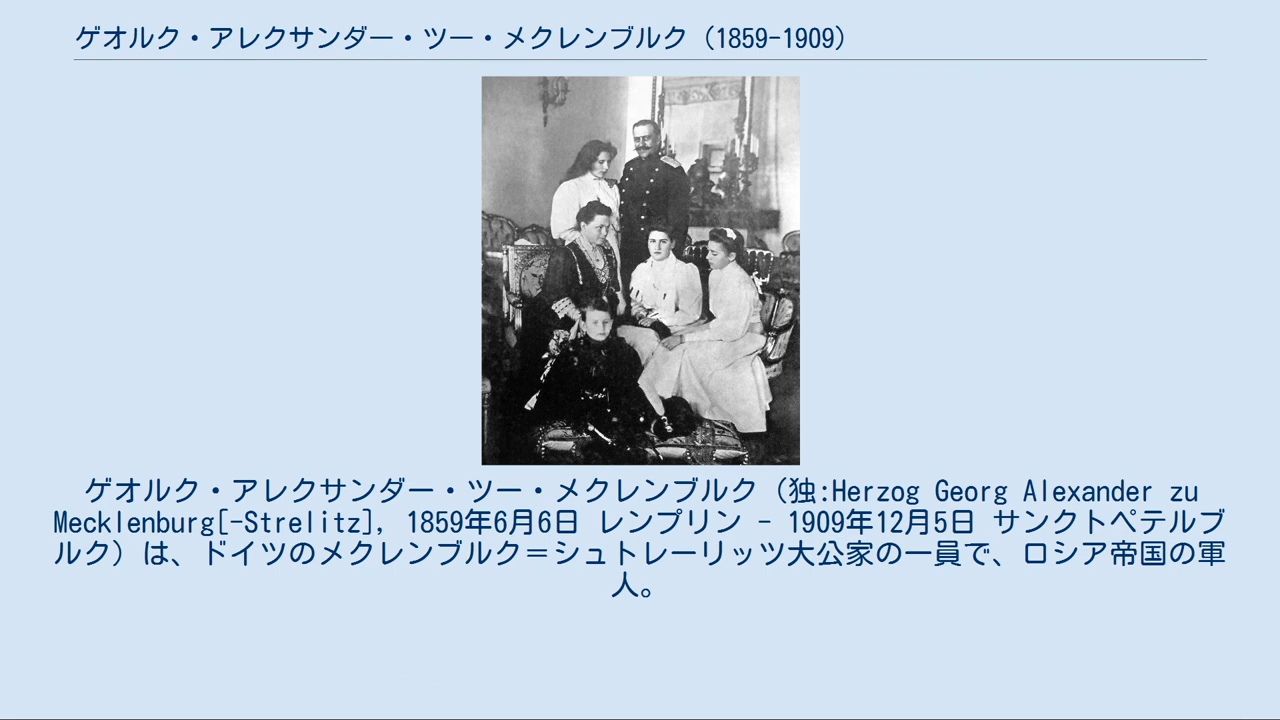 ゲオルク・アレクサンダー・ツー・メクレンブルク（1859-1909）
ゲオルク・アレクサンダー・ツー・メクレンブルク（独:Herzog Georg Alexander zu
Mecklenburg[-Strelitz], 1859年6月6日 レンプリン - 1909年12月5日 サンクトペテルブ
ルク）は、ドイツのメクレンブルク＝シュトレーリッツ大公家の一員で、ロシア帝国の軍
人。